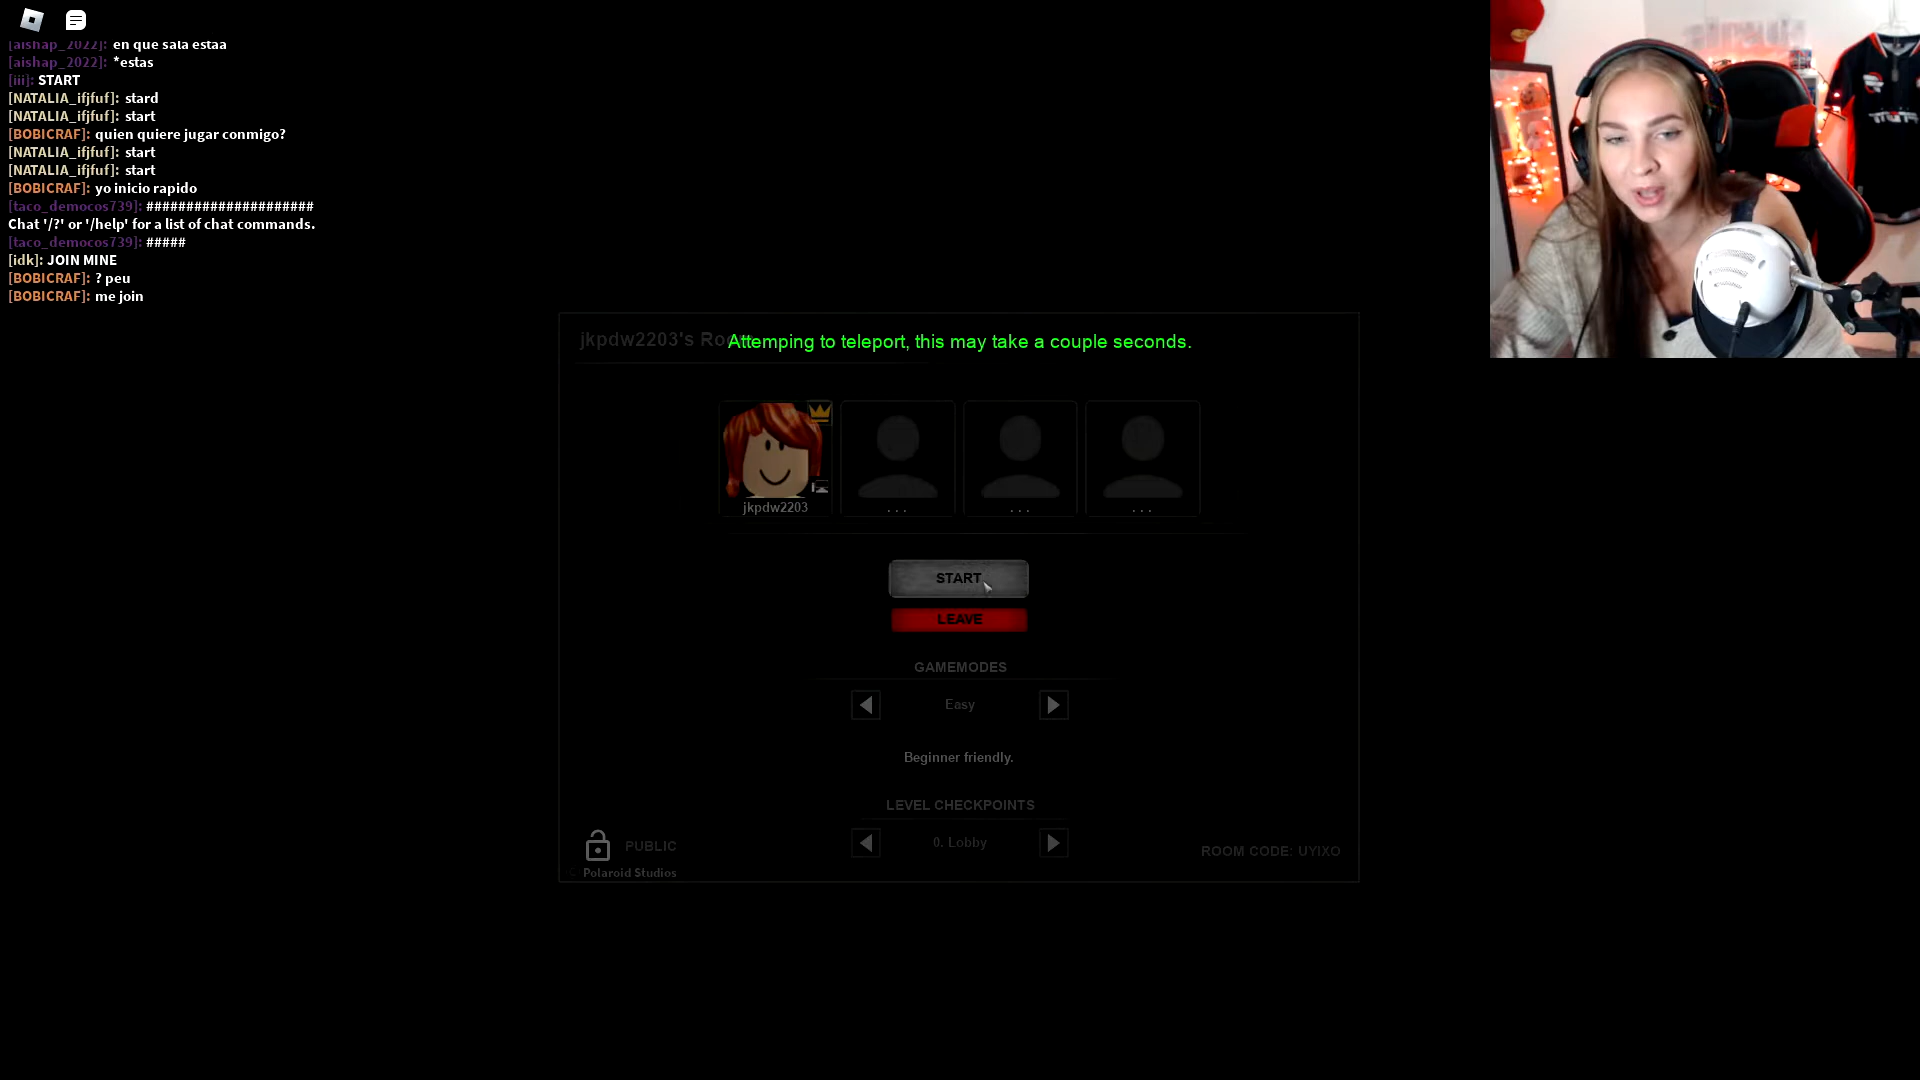 [aishap_2022]: en que sala estaa
[aishap_2022]: *estas
[iii]: START
[NATALIA_ifjfuf]: stard
[NATALIA_ifjfuf]: start
[BOBICRAF]: quien quiere jugar conmigo?
[NATALIA_ifjfuf]: start
[NATALIA_ifjfuf]: start
[BOBICRAF]: yo inicio rapido
[taco_democos739]: #####################
Chat '/?' or '/help' for a list of chat commands.
[taco_democos739]: #####
[idk]: JOIN MINE
[BOBICRAF]: ? peu
[BOBICRAF]: me join
jkpdw2203's Ro
Attemping to teleport, this may take a couple seconds.
jkpdw2203
. . .
. . .
. . .
START
LEAVE
GAMEMODES
Easy
Beginner friendly.
LEVEL CHECKPOINTS
0. Lobby
PUBLIC
ROOM CODE: UYIXO
Polaroid Studios